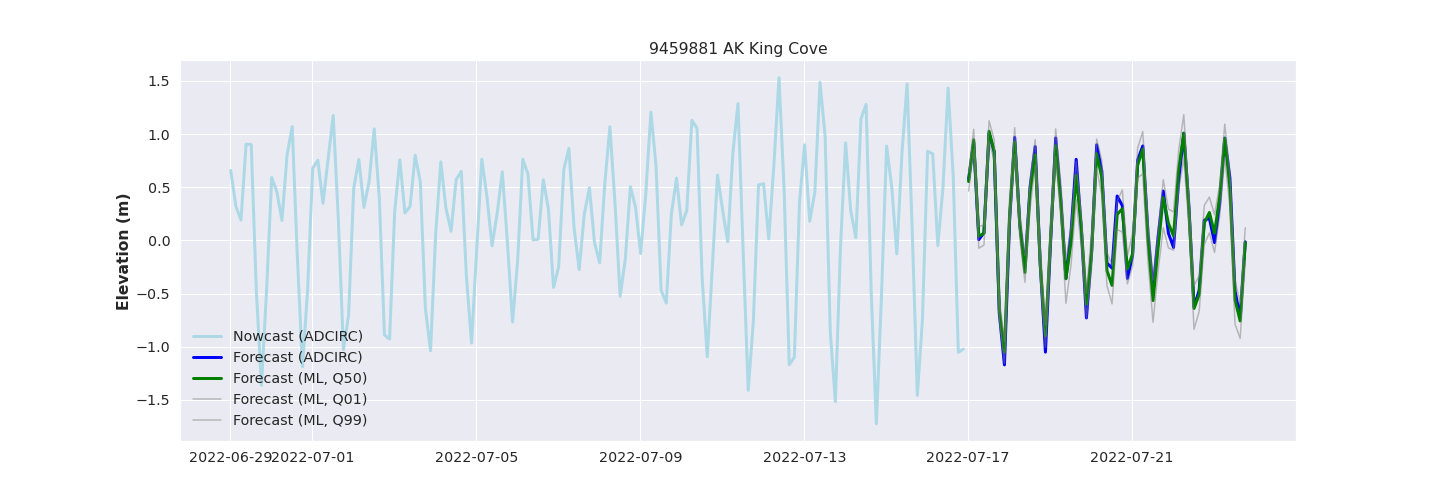 9459881 AK King Cove
1.5
1.0
0.5
0.0
−0.5
−1.0
−1.5
Elevation (m)
Nowcast (ADCIRC)
Forecast (ADCIRC)
Forecast (ML, Q50)
Forecast (ML, Q01)
Forecast (ML, Q99)
2022-06-29 2022-07-01 2022-07-05 2022-07-09 2022-07-13 2022-07-17 2022-07-21